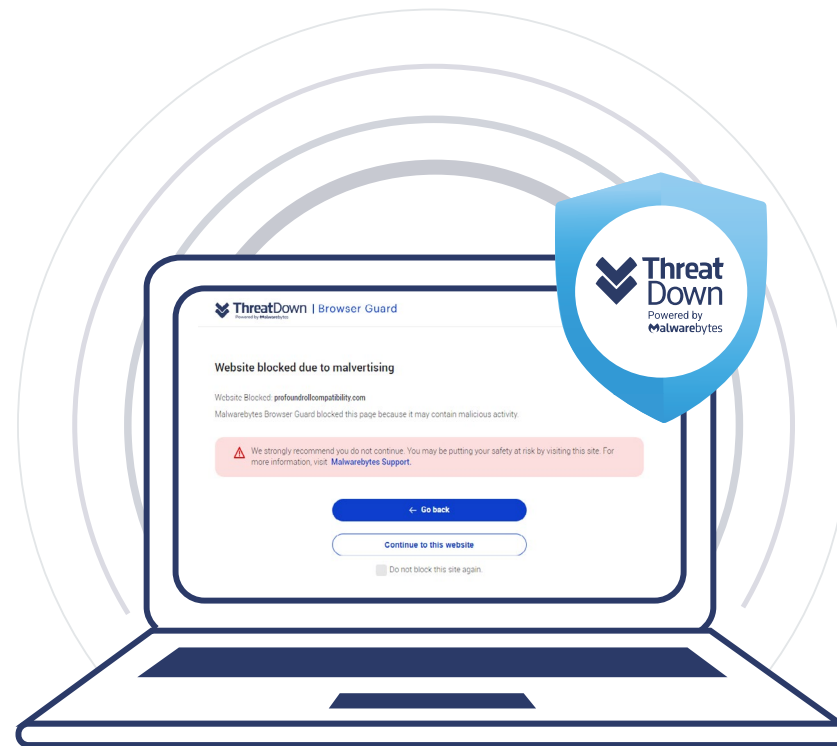 ThreatDown | Browser Guard
Powered by Malwarebytes
Threat
Down
Powered by
Malwarebytes
Website blocked due to malvertising
Website Blocked: profoundrollcompatibility.com
Malwarebytes Browser Guard blocked this page because it may contain malicious activity.
We strongly recommend you do not continue. You may be putting your safety at risk by visiting this site. For
more information, visit Malwarebytes Support.
← Go back
Continue to this website
Do not block this site again.